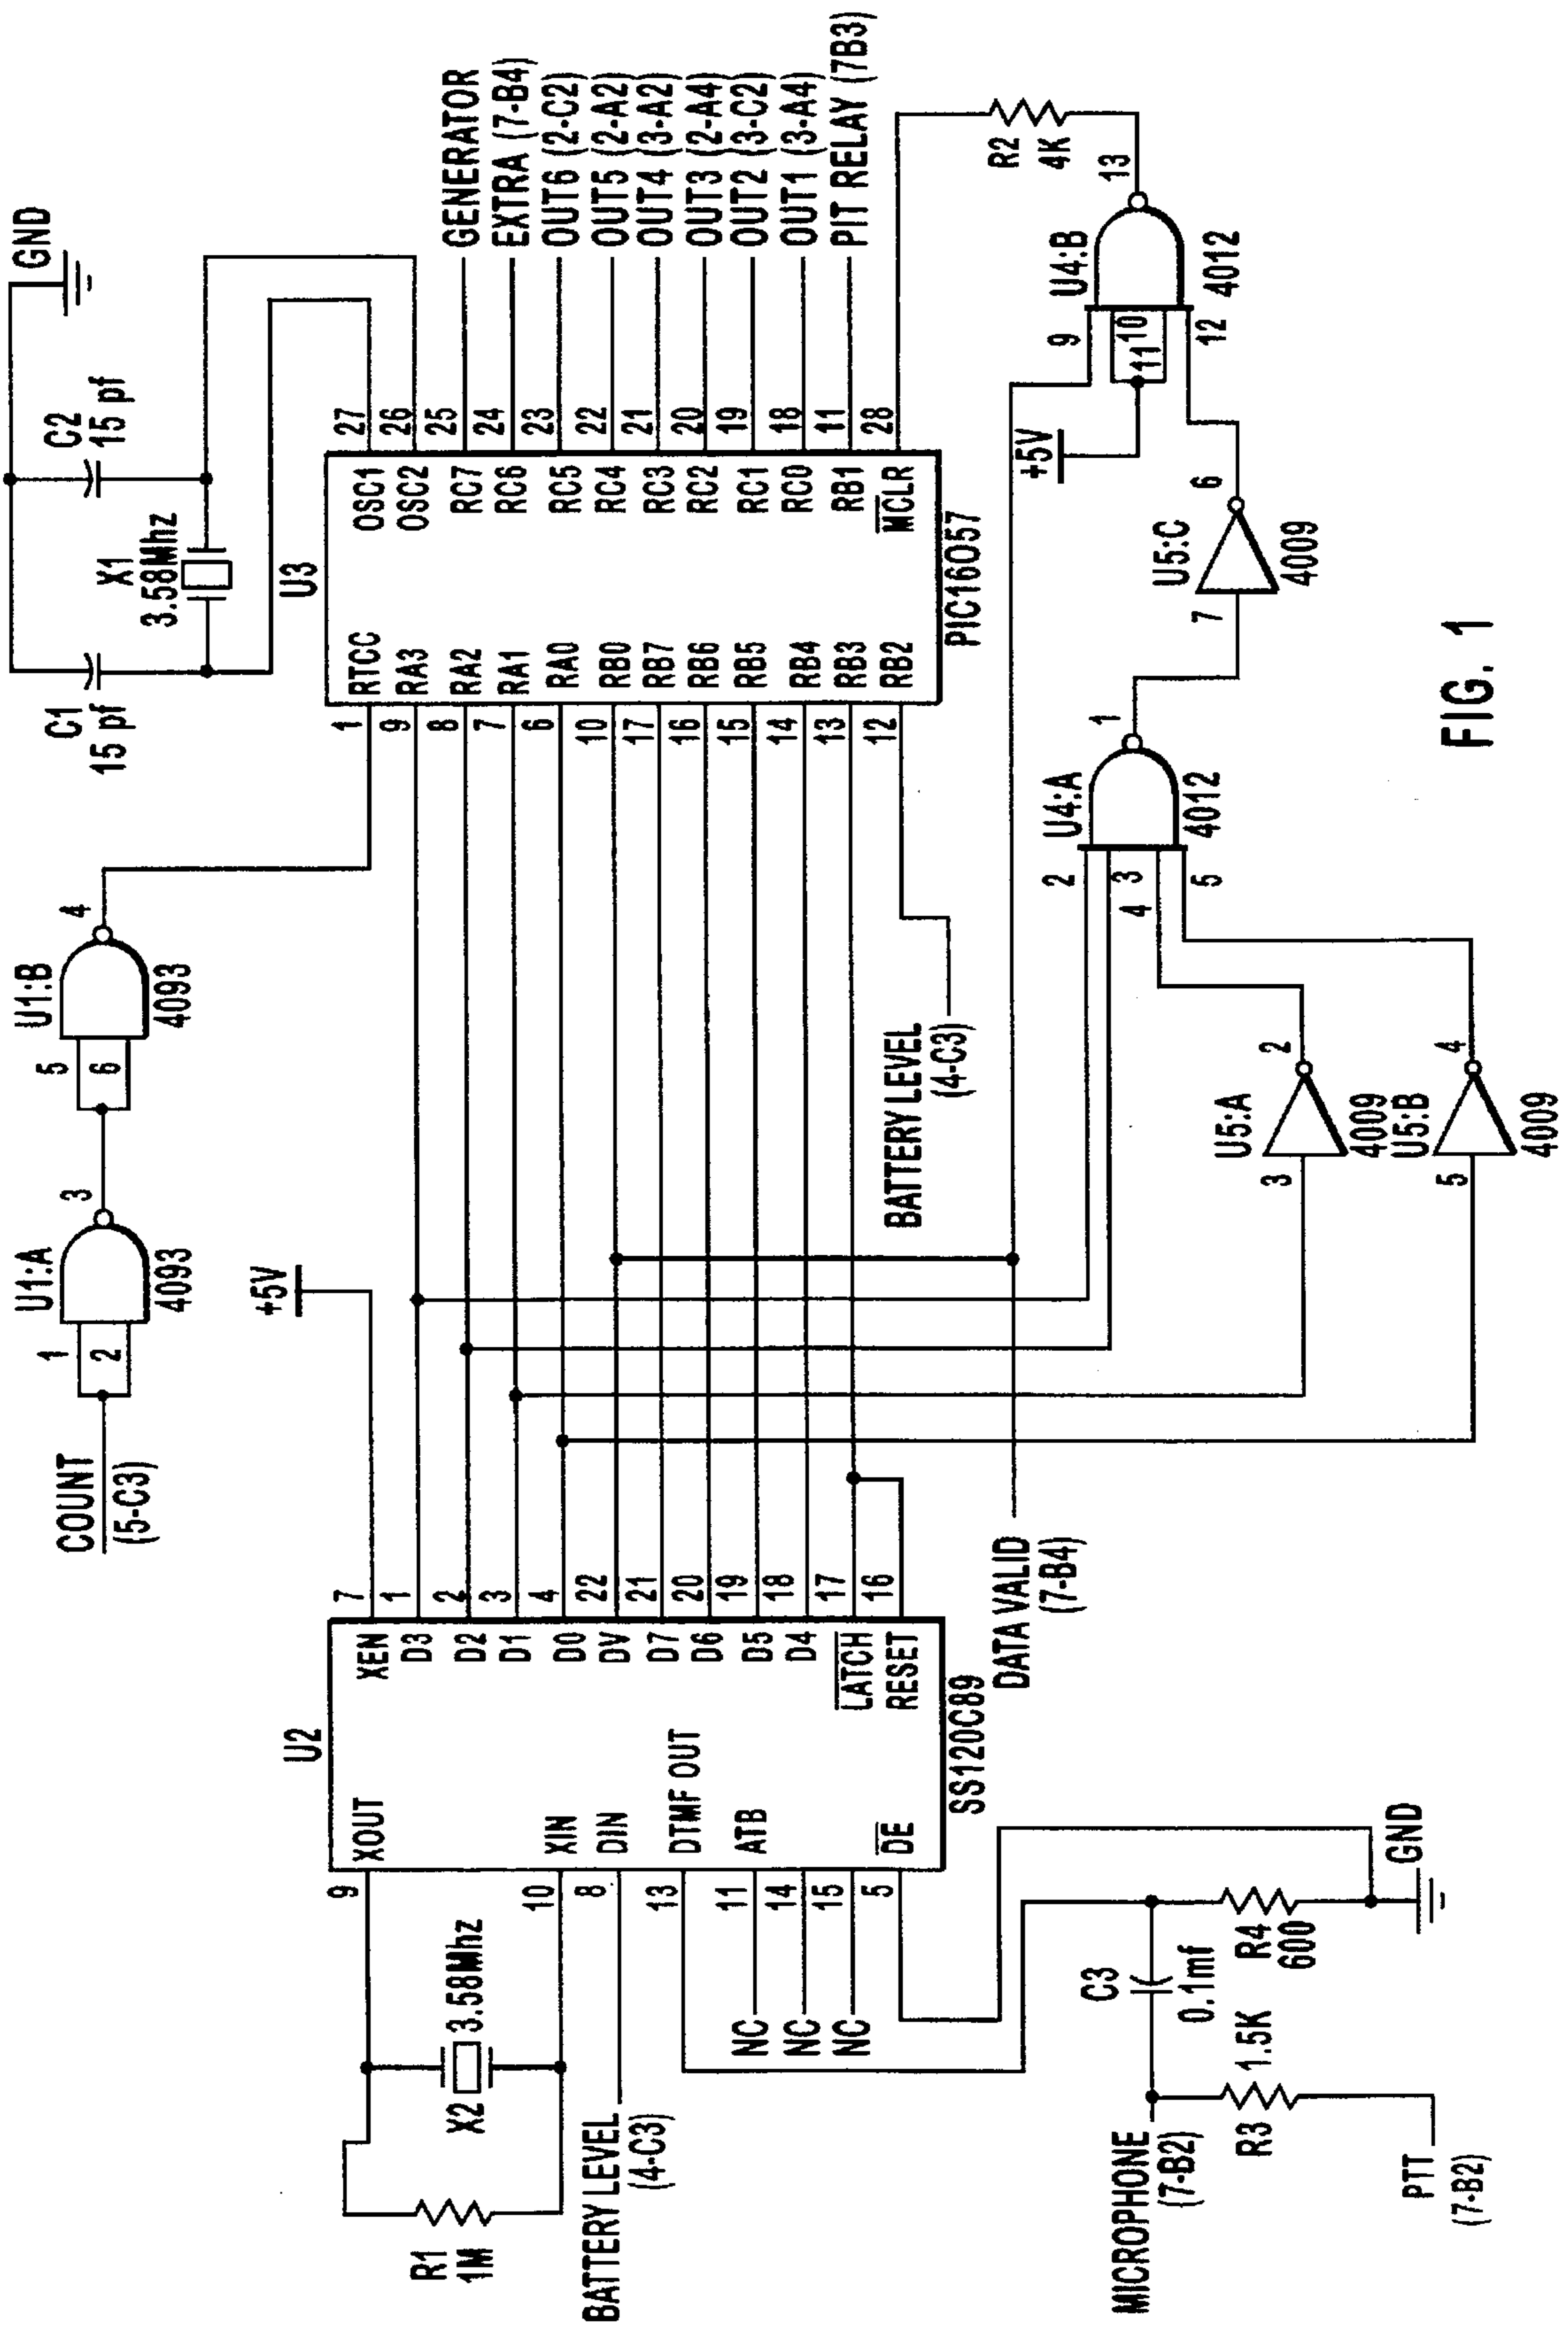 COUNT
(5-C3)
1
2
U1:A
4093
3
5
6
U1:B
4093
4
C1
15 pf
X1
3.58Mhz
C2
15 pf
GND
+5V
R1
1M
X2
3.58Mhz
BATTERY LEVEL
(4-C3)
NC
NC
NC
9
10
8
13
11
14
15
5
U2
XOUT
XIN
DIN
DTMF OUT
ATB
DE
XEN
D3
D2
D1
D0
DV
D7
D6
D5
D4
LATCH
RESET
SS120C89
7
1
2
3
4
22
21
20
19
18
17
16
BATTERY LEVEL
(4-C3)
1
9
8
7
6
10
17
16
15
14
13
12
U3
RTCC
RA3
RA2
RA1
RA0
RB0
RB7
RB6
RB5
RB4
RB3
RB2
OSC1
OSC2
RC7
RC6
RC5
RC4
RC3
RC2
RC1
RC0
RB1
MCLR
PIC16O57
27
26
25
24
23
22
21
20
19
18
11
28
GENERATOR
EXTRA (7-B4)
OUT6 (2-C2)
OUT5 (2-A2)
OUT4 (3-A2)
OUT3 (2-A4)
OUT2 (3-C2)
OUT1 (3-A4)
PIT RELAY (7B3)
R2
4K
MICROPHONE
(7-B2)
C3
0.1mf
R3
1.5K
R4
600
GND
PTT
(7-B2)
DATA VALID
(7-B4)
3
U5:A
4009
2
5
U5:B
4009
4
2
3
4
5
U4:A
4012
1
7
U5:C
4009
6
+5V
9
10
11
12
U4:B
4012
13
FIG. 1